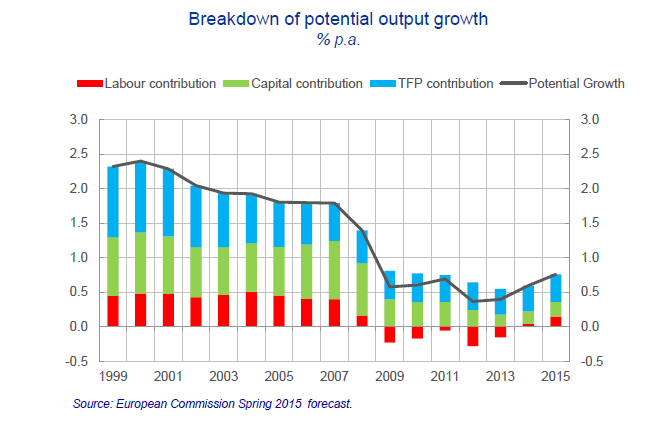 Breakdown of potential output growth
% p.a.
Labour contribution Capital contribution TFP contribution Potential Growth
3.0 3.0
2.5 2.5
2.0 2.0
1.5 1.5
1.0 1.0
0.5 0.5
0.0 0.0
-0.5 -0.5
1999 2001 2003 2005 2007 2009 2011 2013 2015
Source: European Commission Spring 2015 forecast.